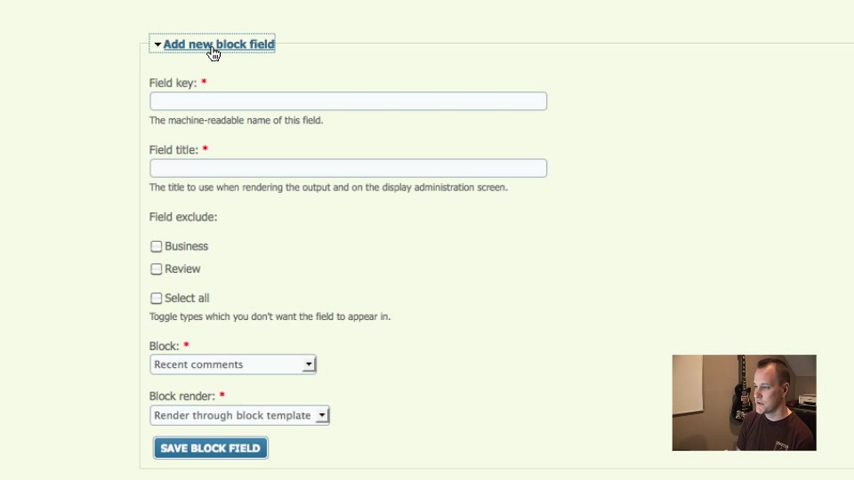 Add new block field
Field key: *
The machine-readable name of this field.
Field title: *
The title to use when rendering the output and on the display administration screen.
Field exclude:
Business
Review
Select all
Toggle types which you don't want the field to appear in.
Block: *
Recent comments
Block render: *
Render through block template
SAVE BLOCK FIELD